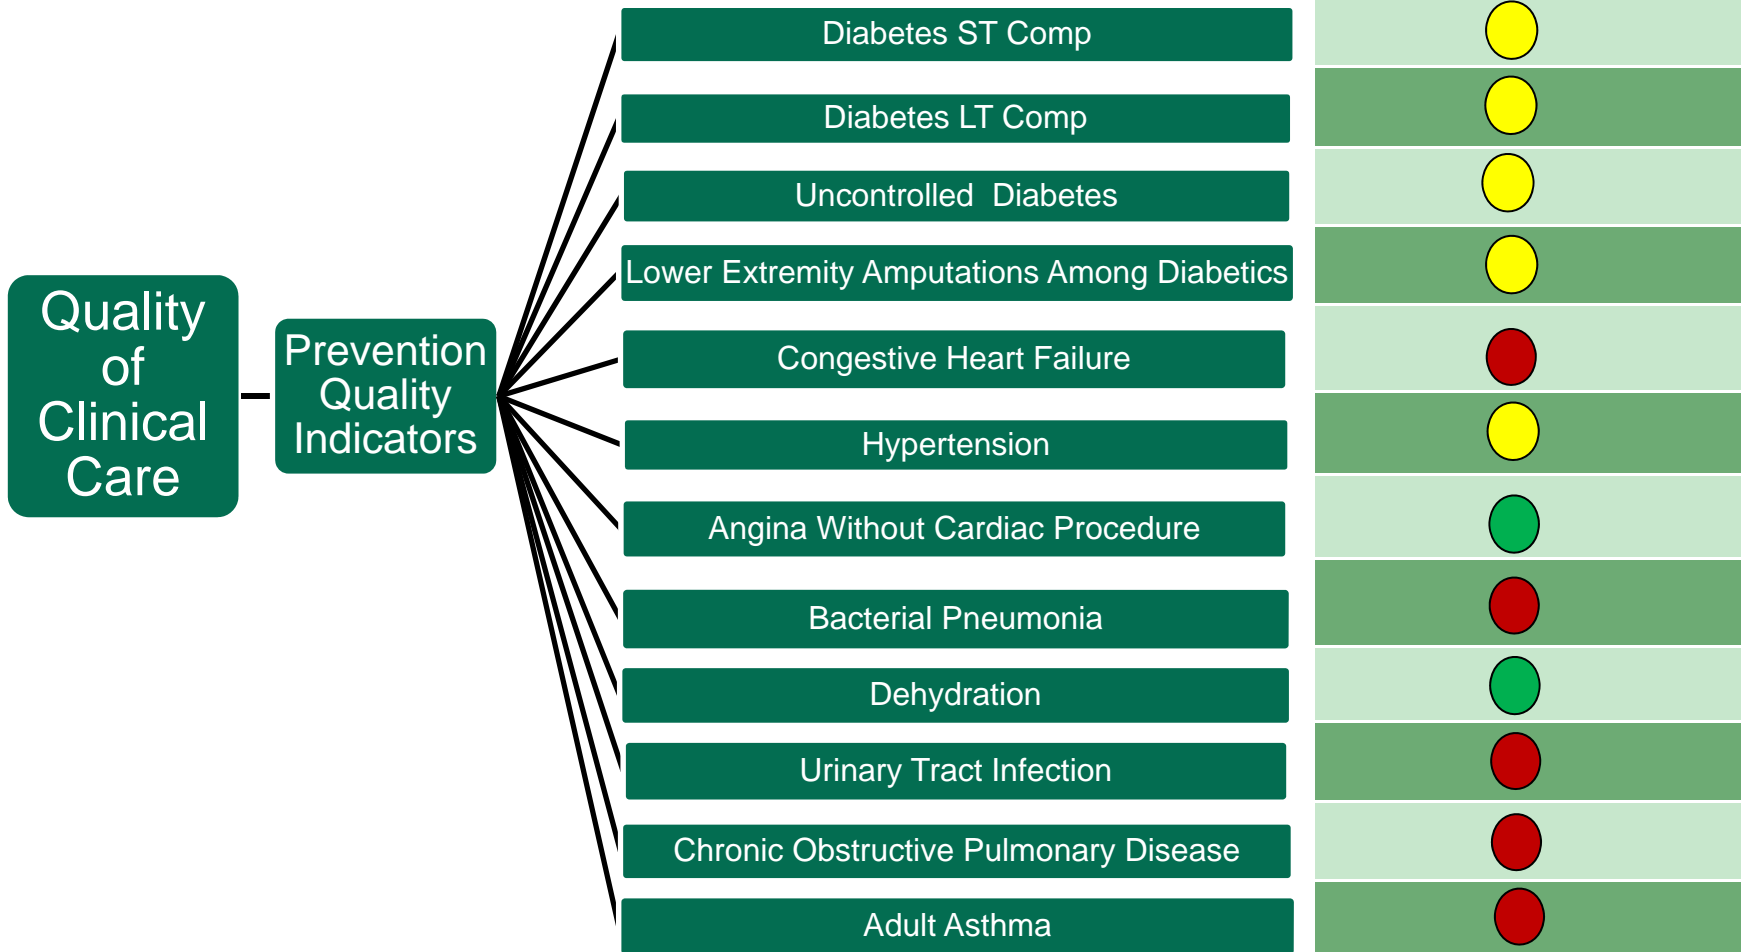 Quality
of
Clinical
Care
Prevention
Quality
Indicators
Diabetes ST Comp
Diabetes LT Comp
Uncontrolled  Diabetes
Lower Extremity Amputations Among Diabetics
Congestive Heart Failure
Hypertension
Angina Without Cardiac Procedure
Bacterial Pneumonia
Dehydration
Urinary Tract Infection
Chronic Obstructive Pulmonary Disease
Adult Asthma